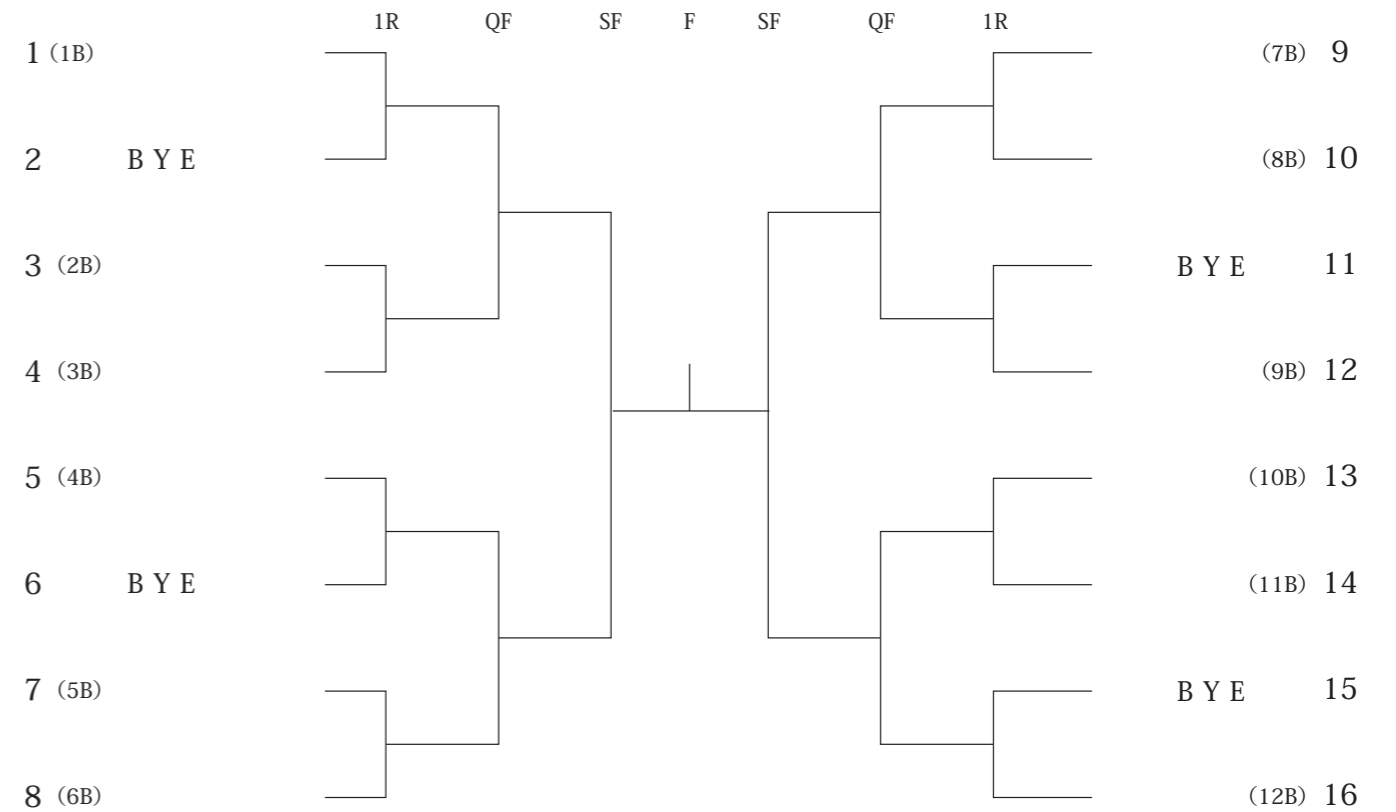 1R QF SF F SF QF 1R
1 (1B) (7B) 9
2 BYE (8B) 10
3 (2B) BYE 11
4 (3B) (9B) 12
5 (4B) (10B) 13
6 BYE (11B) 14
7 (5B) BYE 15
8 (6B) (12B) 16